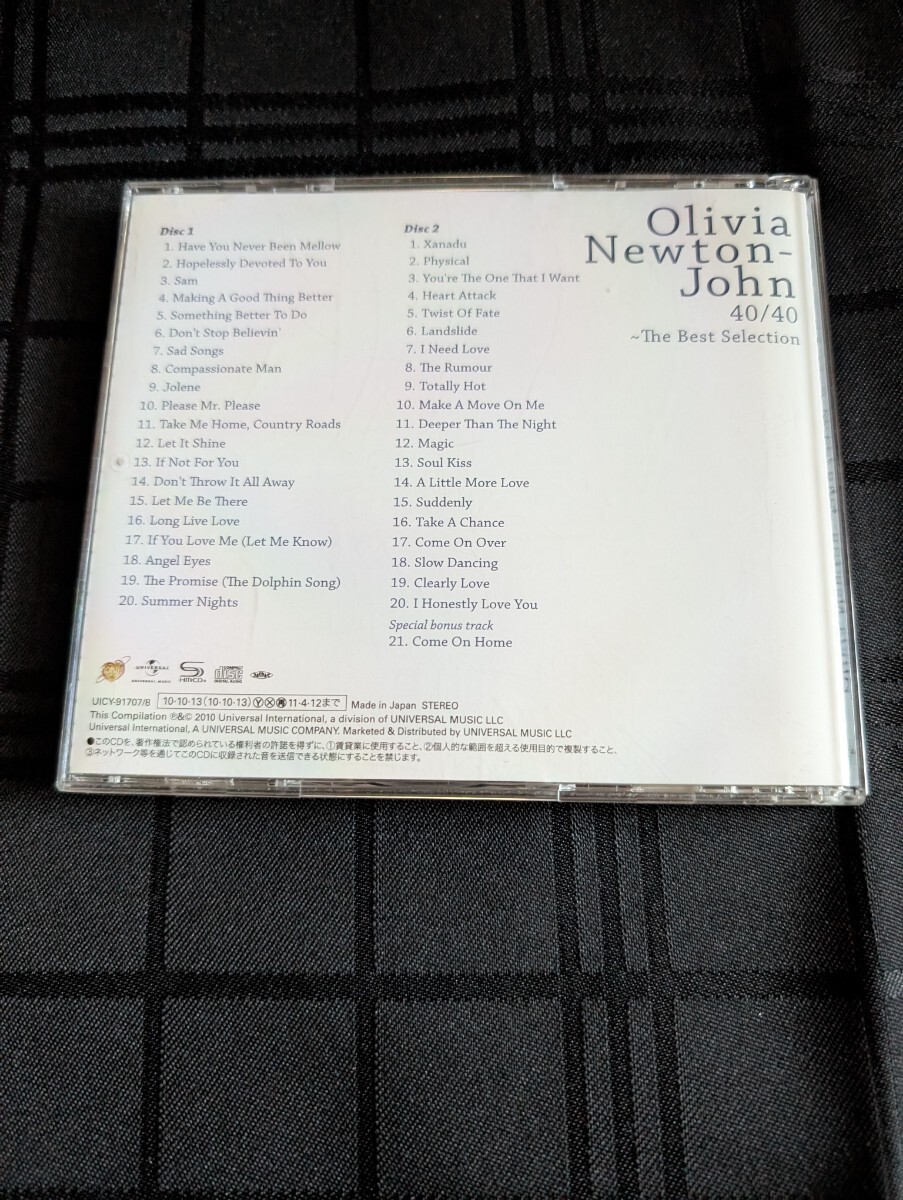 Olivia
Newton-
John
40/40
~The Best Selection
Disc 1
1. Have You Never Been Mellow
2. Hopelessly Devoted To You
3. Sam
4. Making A Good Thing Better
5. Something Better To Do
6. Don't Stop Believin'
7. Sad Songs
8. Compassionate Man
9. Jolene
10. Please Mr. Please
11. Take Me Home, Country Roads
12. Let It Shine
13. If Not For You
14. Don't Throw It All Away
15. Let Me Be There
16. Long Live Love
17. If You Love Me (Let Me Know)
18. Angel Eyes
19. The Promise (The Dolphin Song)
20. Summer Nights
Disc 2
1. Xanadu
2. Physical
3. You're The One That I Want
4. Heart Attack
5. Twist Of Fate
6. Landslide
7. I Need Love
8. The Rumour
9. Totally Hot
10. Make A Move On Me
11. Deeper Than The Night
12. Magic
13. Soul Kiss
14. A Little More Love
15. Suddenly
16. Take A Chance
17. Come On Over
18. Slow Dancing
19. Clearly Love
20. I Honestly Love You
Special bonus track
21. Come On Home
UNIVERSAL
UNIVERSAL MUSIC
HM CD
COMPACT disc DIGITAL AUDIO
UICY-91707/8 10·10·13(10·10·13)ⓎⓍ㊐11·4·12まで Made in Japan STEREO
This Compilation ℗&© 2010 Universal International, a division of UNIVERSAL MUSIC LLC
Universal International, A UNIVERSAL MUSIC COMPANY. Marketed & Distributed by UNIVERSAL MUSIC LLC
●このCDを、著作権法で認められている権利者の許諾を得ずに、①賃貸業に使用すること、②個人的な範囲を超える使用目的で複製すること、
③ネットワーク等を通じてこのCDに収録された音を送信できる状態にすることを禁じます。